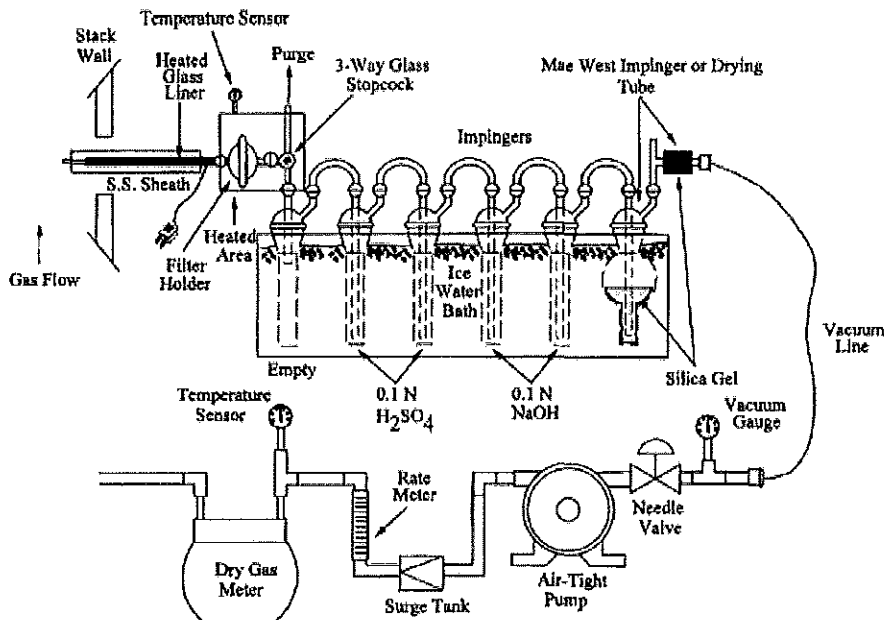 Temperature Sensor
Stack
Wall
Heated
Glass
Liner
Purge
3-Way Glass
Stopcock
Mae West Impinger or Drying
Tube
Impingers
S.S. Sheath
Gas Flow
Filter
Holder
Heated
Area
Ice
Water
Bath
Empty
0.1 N
H2SO4
0.1 N
NaOH
Silica Gel
Vacuum
Line
Temperature
Sensor
Rate
Meter
Vacuum
Gauge
Needle
Valve
Dry Gas
Meter
Surge Tank
Air-Tight
Pump